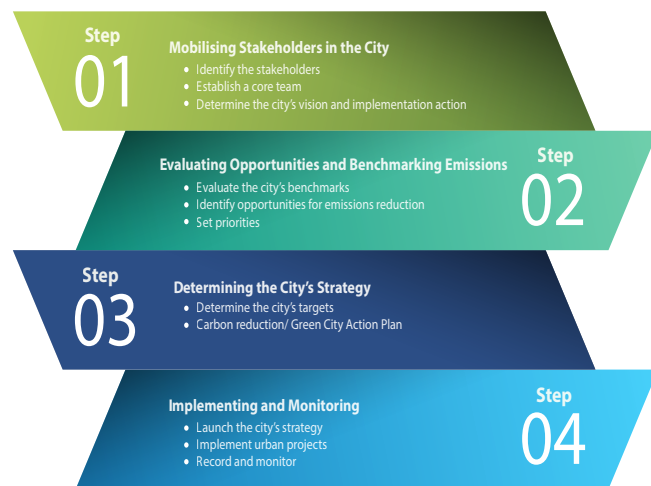 Step
01
Mobilising Stakeholders in the City
• Identify the stakeholders
• Establish a core team
• Determine the city’s vision and implementation action
Step
02
Evaluating Opportunities and Benchmarking Emissions
• Evaluate the city’s benchmarks
• Identify opportunities for emissions reduction
• Set priorities
Step
03
Determining the City’s Strategy
• Determine the city’s targets
• Carbon reduction/ Green City Action Plan
Step
04
Implementing and Monitoring
• Launch the city’s strategy
• Implement urban projects
• Record and monitor